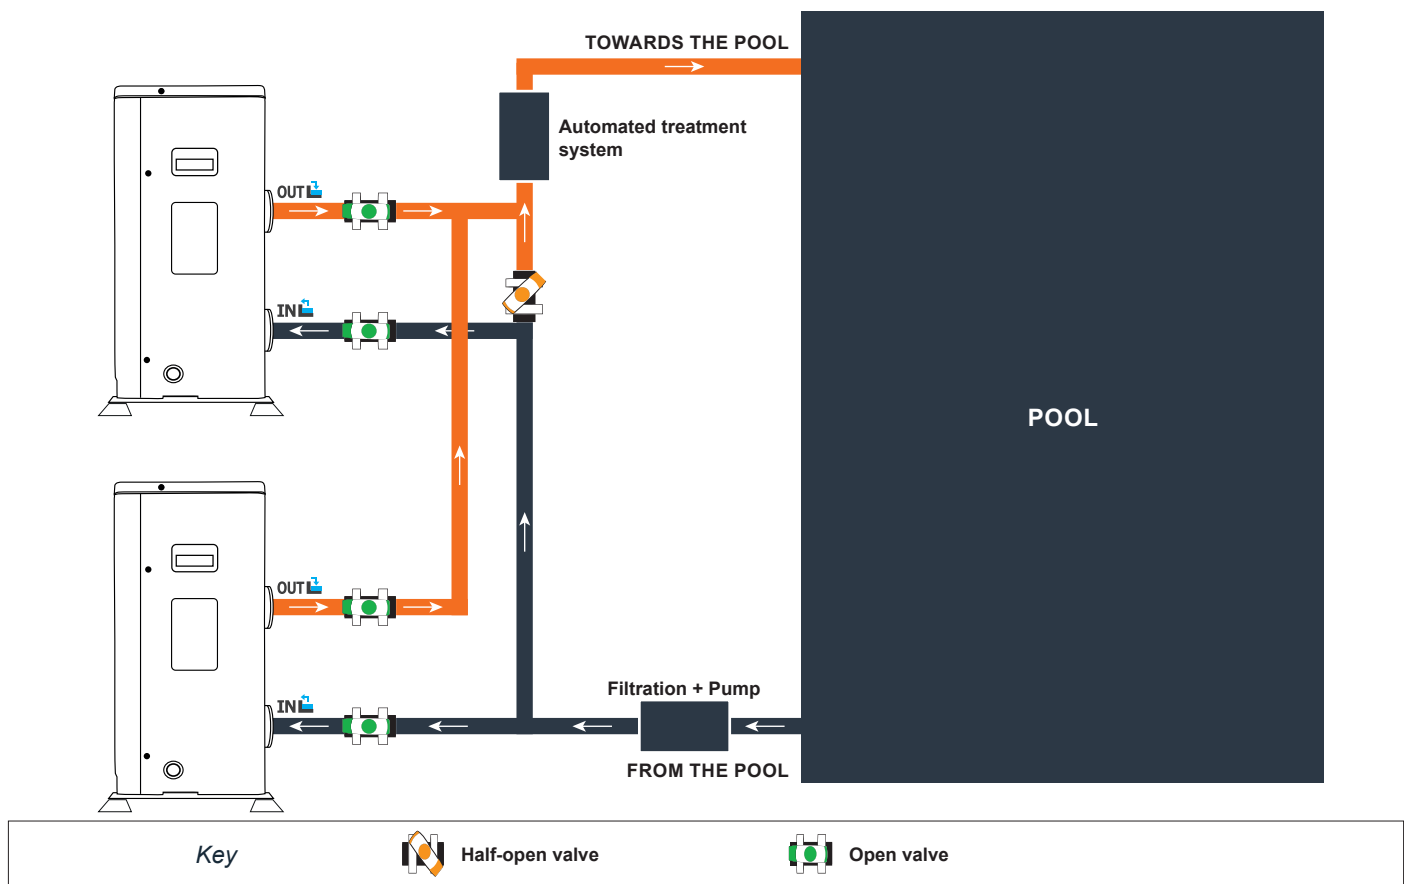 TOWARDS THE POOL
Automated treatment
system
OUT
IN
POOL
OUT
IN
Filtration + Pump
FROM THE POOL
Key
Half-open valve
Open valve